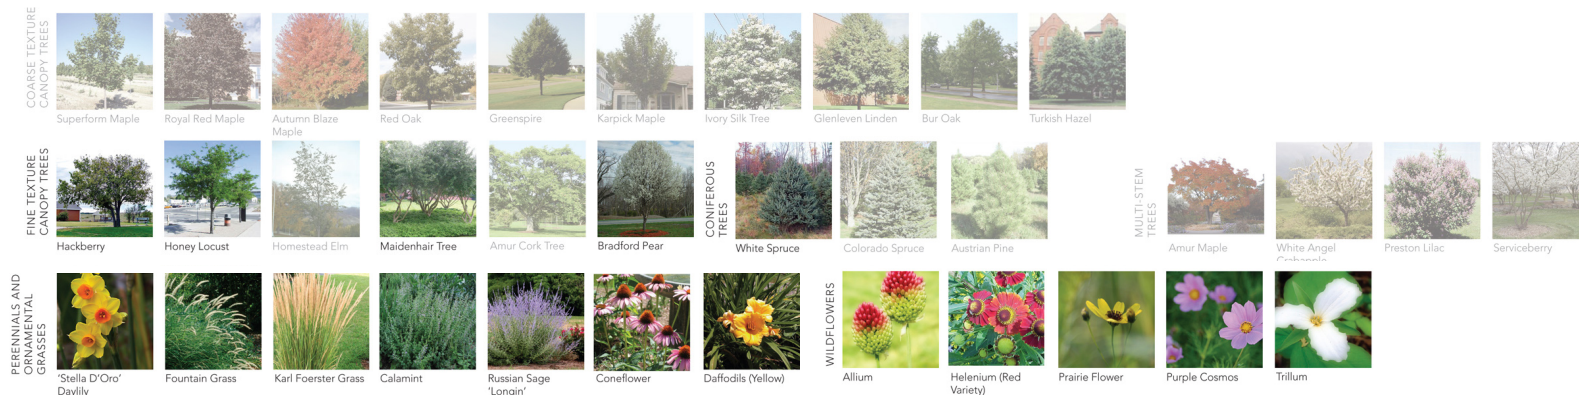 COARSE TEXTURE
CANOPY TREES
Superform Maple
Royal Red Maple
Autumn Blaze
Maple
Red Oak
Greenspire
Karpick Maple
Ivory Silk Tree
Glenleven Linden
Bur Oak
Turkish Hazel
FINE TEXTURE
CANOPY TREES
Hackberry
Honey Locust
Homestead Elm
Maidenhair Tree
Amur Cork Tree
Bradford Pear
CONIFEROUS
TREES
White Spruce
Colorado Spruce
Austrian Pine
MULTI-STEM
TREES
Amur Maple
White Angel
Crabapple
Preston Lilac
Serviceberry
PERENNIALS AND
ORNAMENTAL
GRASSES
'Stella D'Oro'
Daylily
Fountain Grass
Karl Foerster Grass
Calamint
Russian Sage
'Longin'
Coneflower
Daffodils (Yellow)
WILDFLOWERS
Allium
Helenium (Red
Variety)
Prairie Flower
Purple Cosmos
Trillum